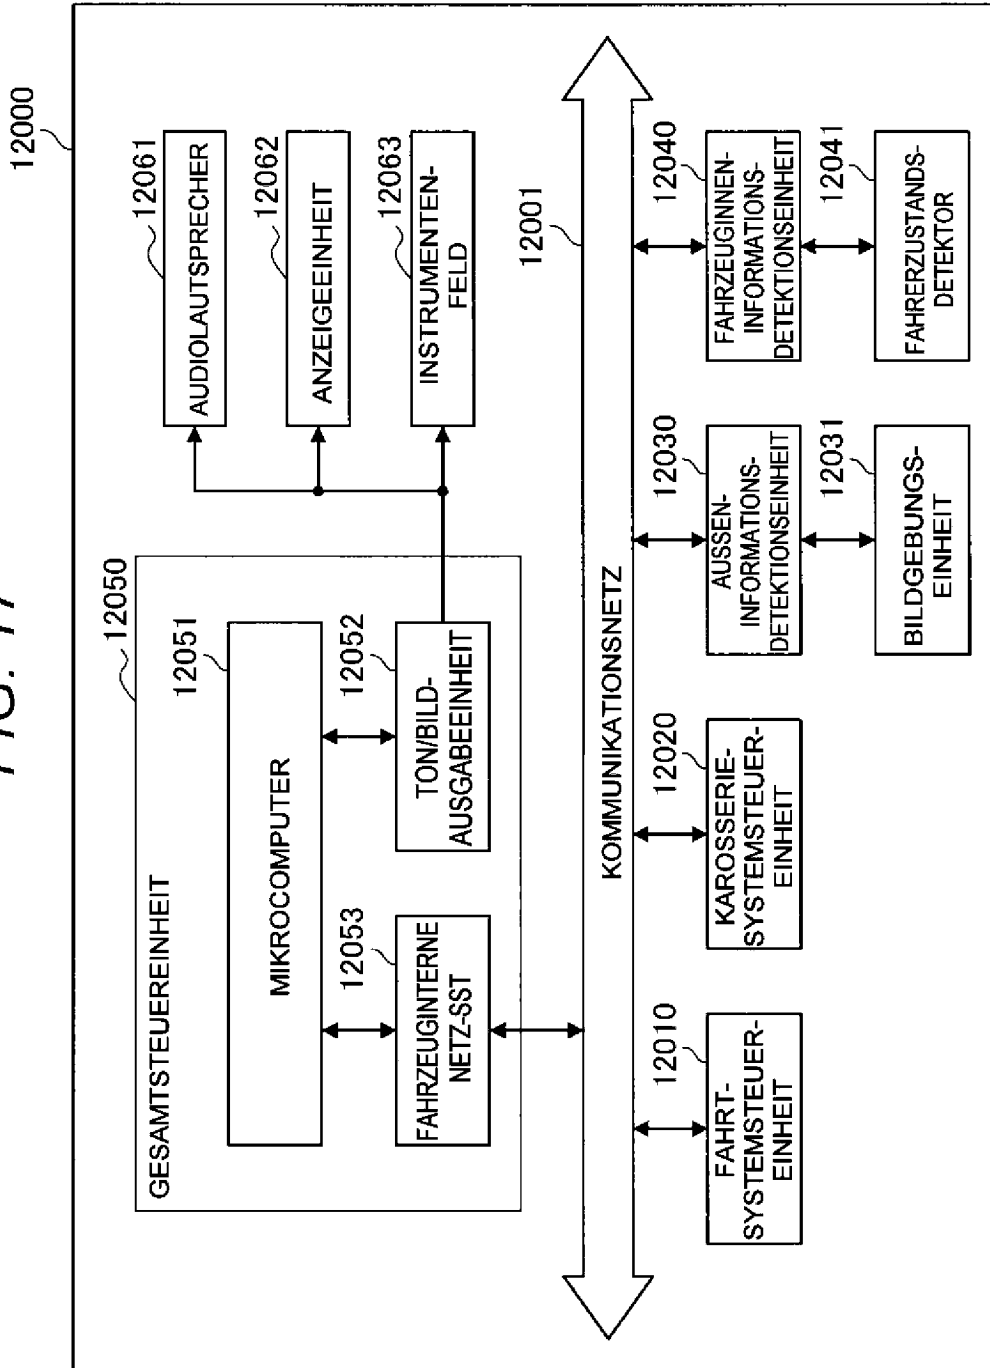 FIG. 17
12000
GESAMTSTEUEREINHEIT
12050
MIKROCOMPUTER
12051
FAHRZEUGINTERNE
NETZ-SST
12053
TON/BILD-
AUSGABEEINHEIT
12052
AUDIOLAUTSPRECHER
12061
ANZEIGEEINHEIT
12062
INSTRUMENTEN-
FELD
12063
KOMMUNIKATIONSNETZ
12001
FAHRT-
SYSTEMSTEUER-
EINHEIT
12010
KAROSSERIE-
SYSTEMSTEUER-
EINHEIT
12020
AUSSEN-
INFORMATIONS-
DETEKTIONSEINHEIT
12030
BILDGEBUNGS-
EINHEIT
12031
FAHRZEUGINNEN-
INFORMATIONS-
DETEKTIONSEINHEIT
12040
FAHRERZUSTANDS-
DETEKTOR
12041